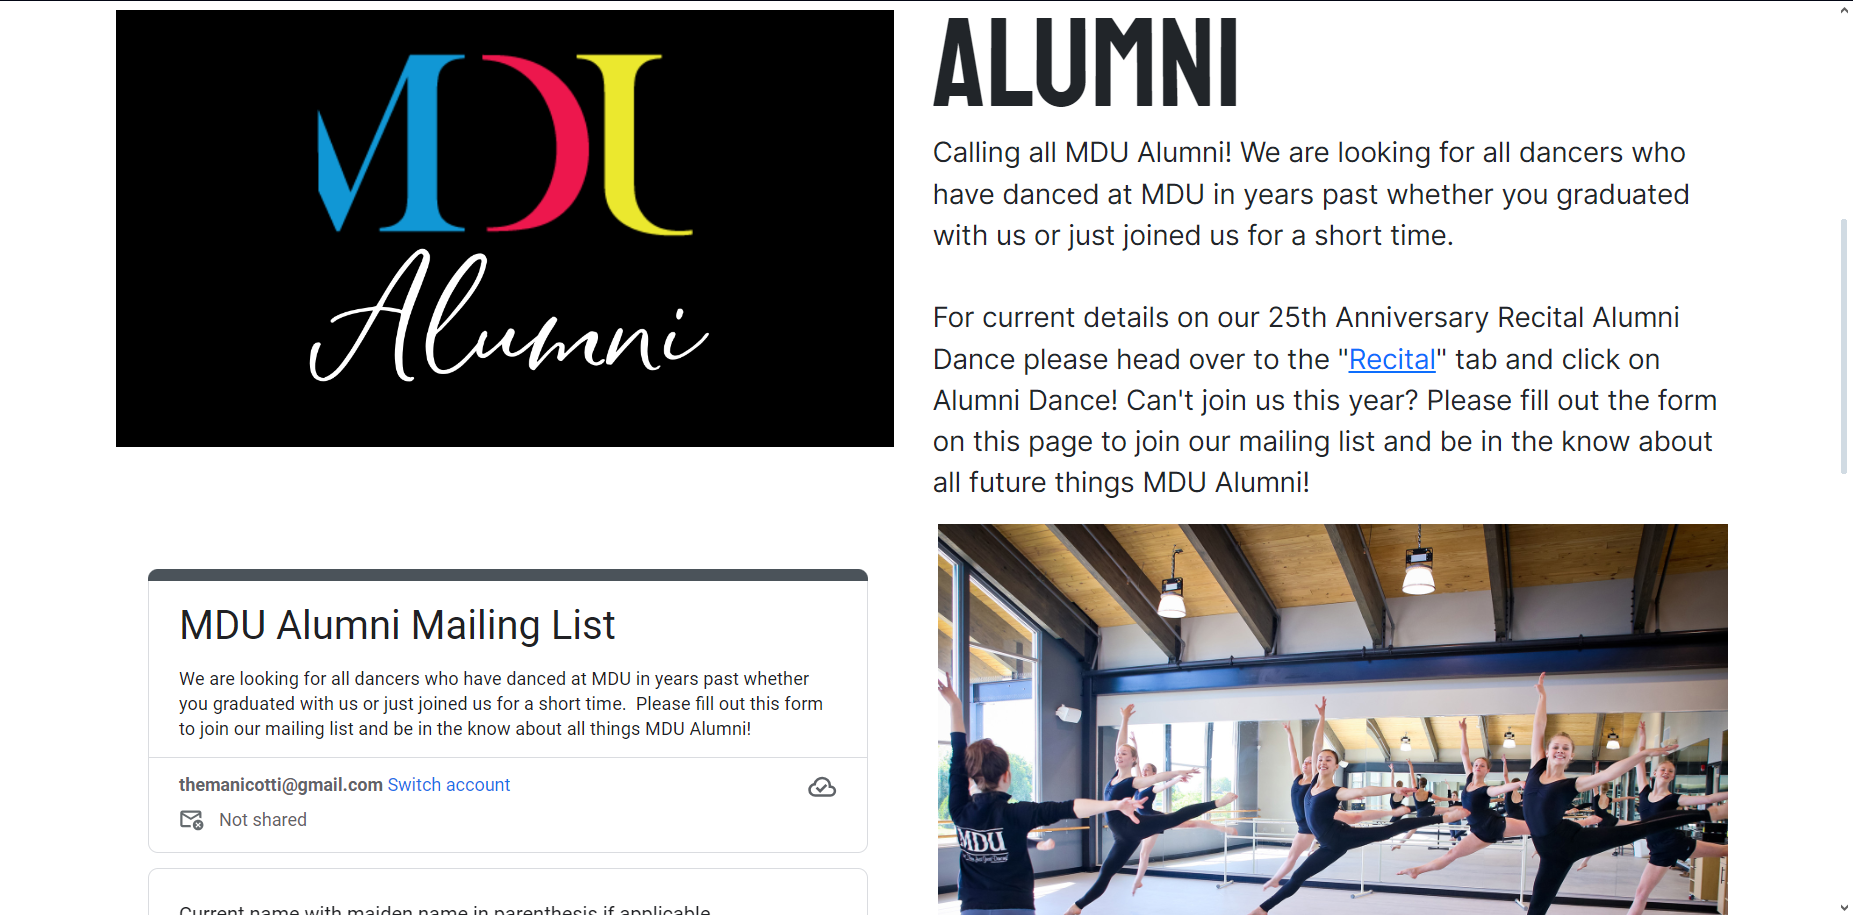 MDU
Alumni
ALUMNI
Calling all MDU Alumni! We are looking for all dancers who
have danced at MDU in years past whether you graduated
with us or just joined us for a short time.
For current details on our 25th Anniversary Recital Alumni
Dance please head over to the "Recital" tab and click on
Alumni Dance! Can't join us this year? Please fill out the form
on this page to join our mailing list and be in the know about
all future things MDU Alumni!
MDU Alumni Mailing List
We are looking for all dancers who have danced at MDU in years past whether
you graduated with us or just joined us for a short time.  Please fill out this form
to join our mailing list and be in the know about all things MDU Alumni!
themanicotti@gmail.com Switch account
Not shared
Current name with maiden name in parenthesis if applicable
MDU